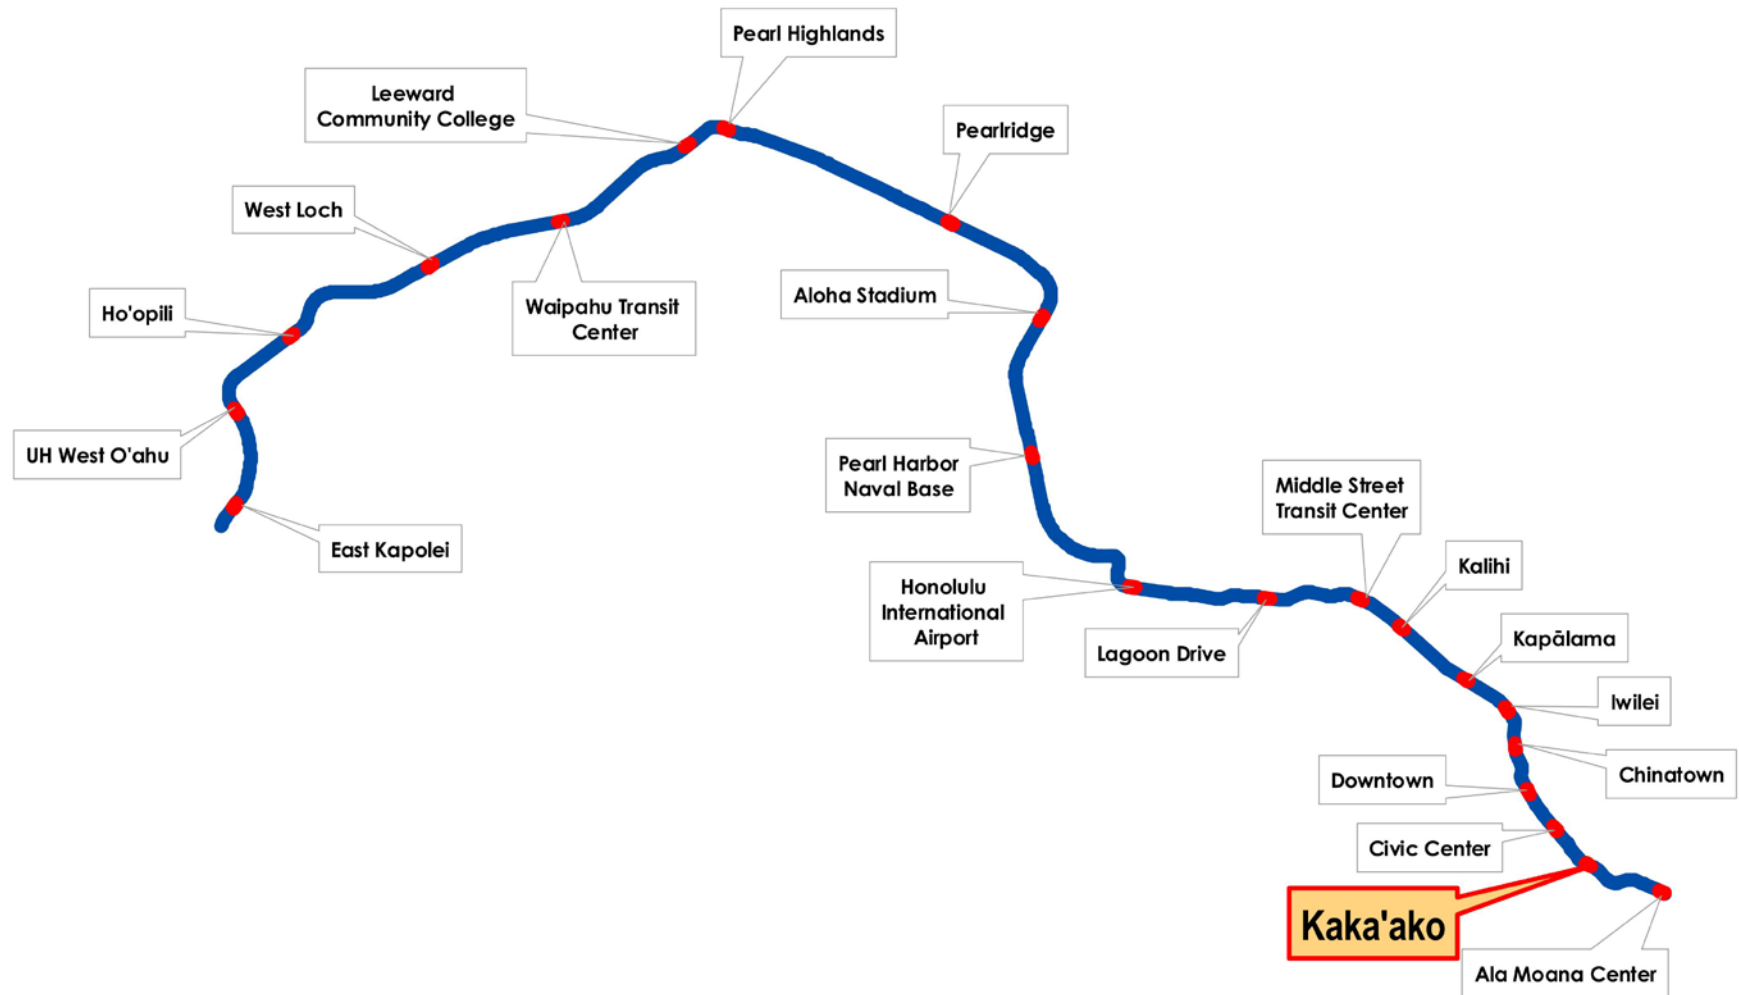 Pearl Highlands
Leeward
Community College
Pearlridge
West Loch
Aloha Stadium
Ho'opili
Waipahu Transit
Center
UH West O'ahu
East Kapolei
Pearl Harbor
Naval Base
Middle Street
Transit Center
Kalihi
Honolulu
International
Airport
Lagoon Drive
Kapālama
Iwilei
Chinatown
Downtown
Civic Center
Kaka'ako
Ala Moana Center